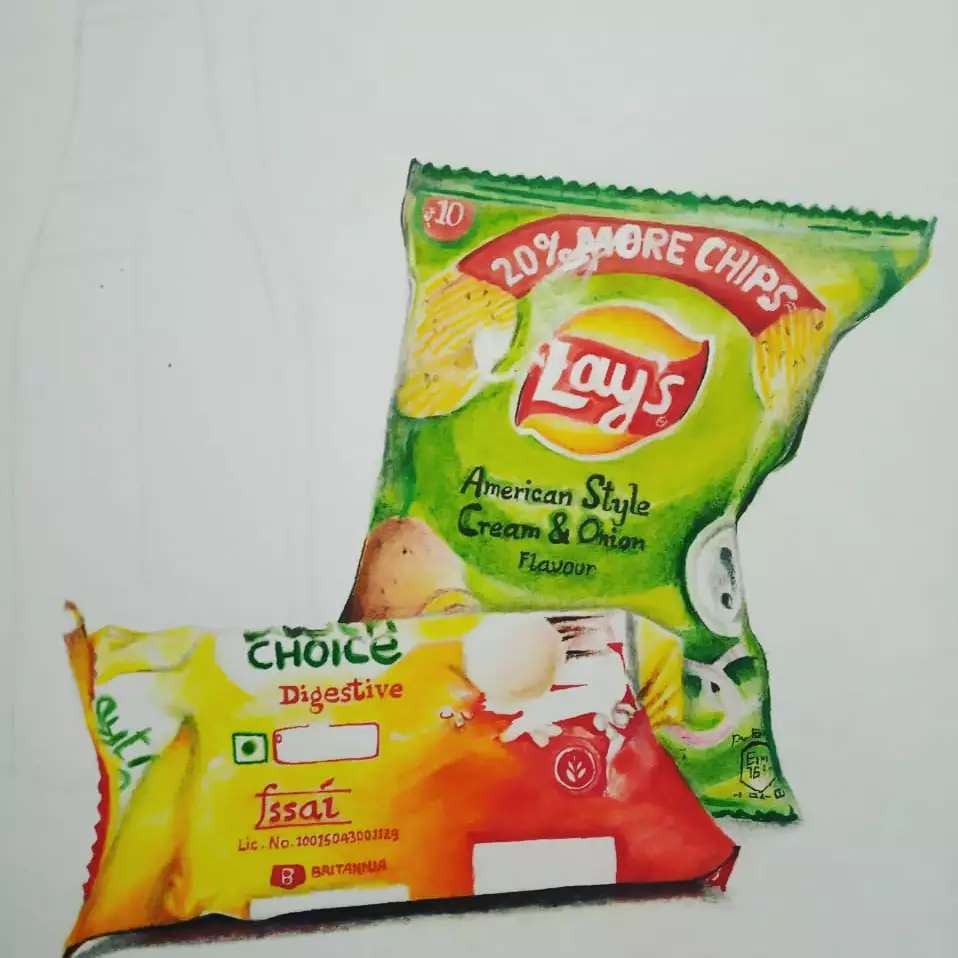 ₹10
20% MORE CHIPS
Lay's
American Style
Cream & Onion
Flavour
CHOICE
Digestive
fssai
Lic. No. 10015043001129
B BRITANNIA